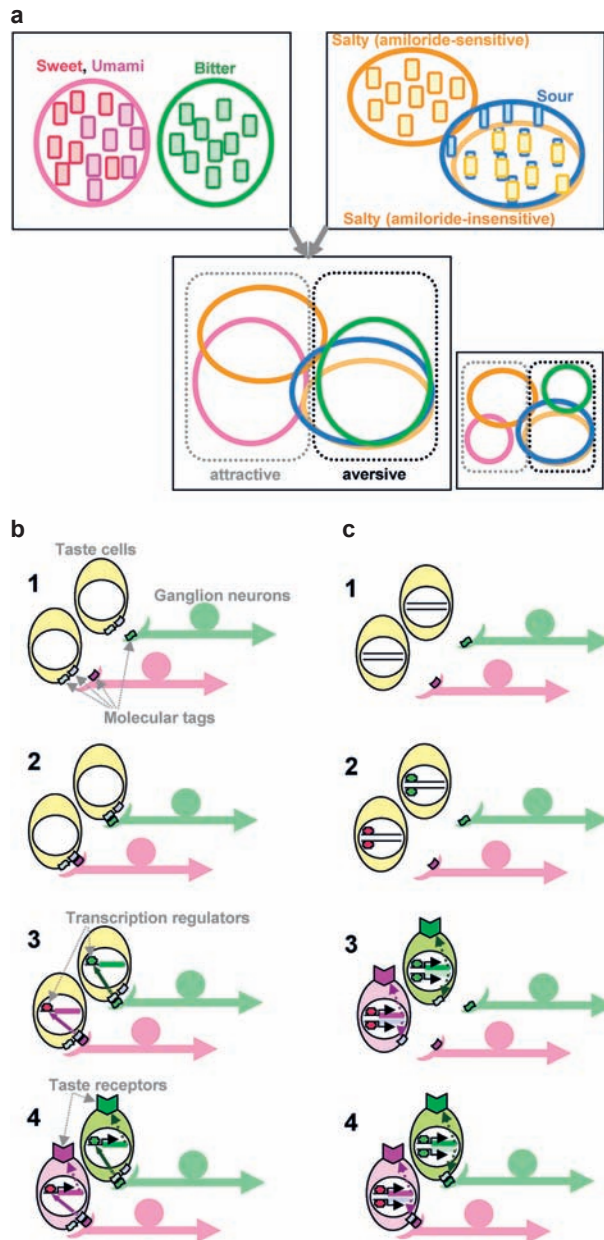 a
Sweet, Umami
Bitter
Salty (amiloride-sensitive)
Sour
Salty (amiloride-insensitive)
attractive
aversive
b
Taste cells
1
Ganglion neurons
Molecular tags
2
Transcription regulators
3
Taste receptors
4
c
1
2
3
4